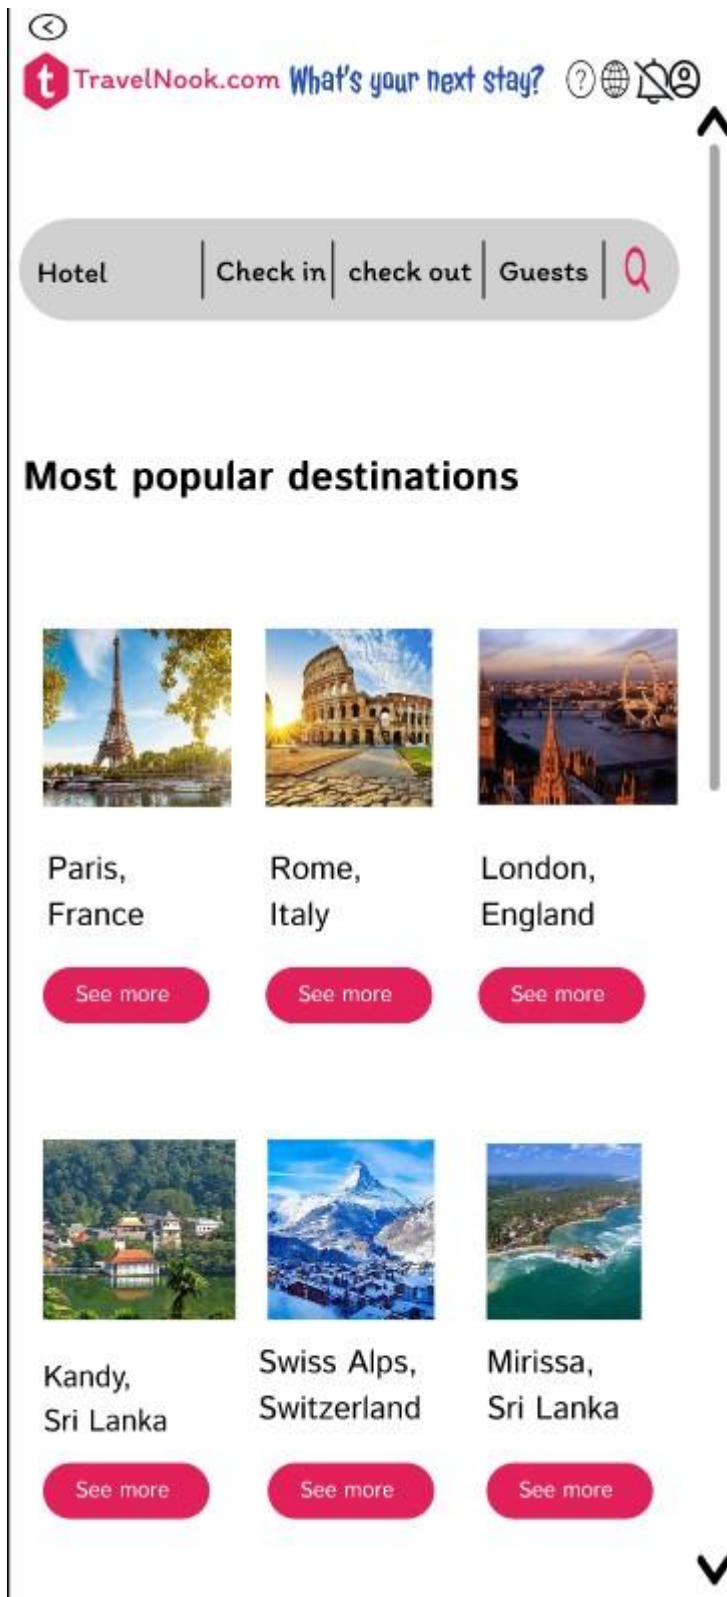 t TravelNook.com What's your next stay? ?
Hotel Check in check out Guests
Most popular destinations
Paris,
France
See more
Rome,
Italy
See more
London,
England
See more
Kandy,
Sri Lanka
See more
Swiss Alps,
Switzerland
See more
Mirissa,
Sri Lanka
See more